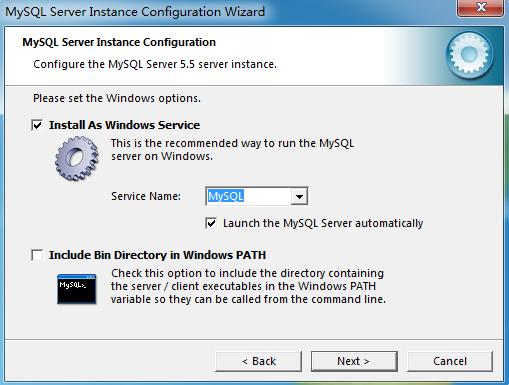 MySQL Server Instance Configuration Wizard
MySQL Server Instance Configuration
Configure the MySQL Server 5.5 server instance.
Please set the Windows options.
Install As Windows Service
This is the recommended way to run the MySQL
server on Windows.
Service Name: MySQL
Launch the MySQL Server automatically
Include Bin Directory in Windows PATH
Check this option to include the directory containing
the server / client executables in the Windows PATH
variable so they can be called from the command line.
MySQL>_
< Back Next > Cancel